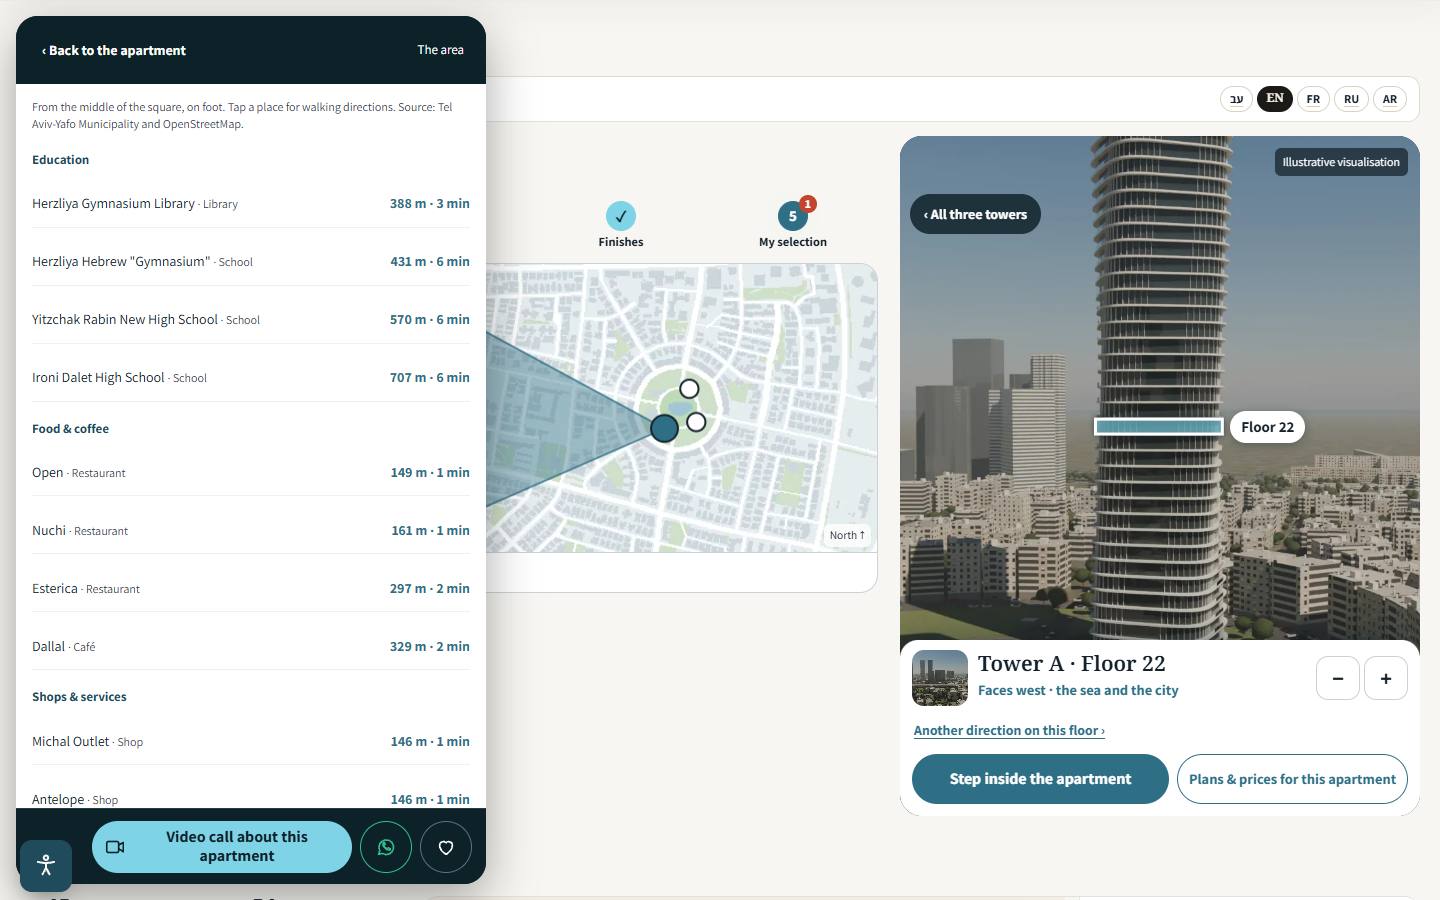 ‹ Back to the apartment
The area
From the middle of the square, on foot. Tap a place for walking directions. Source: Tel
Aviv-Yafo Municipality and OpenStreetMap.
Education
Herzliya Gymnasium Library · Library 388 m · 3 min
Herzliya Hebrew "Gymnasium" · School 431 m · 6 min
Yitzchak Rabin New High School · School 570 m · 6 min
Ironi Dalet High School · School 707 m · 6 min
Food & coffee
Open · Restaurant 149 m · 1 min
Nuchi · Restaurant 161 m · 1 min
Esterica · Restaurant 297 m · 2 min
Dallal · Café 329 m · 2 min
Shops & services
Michal Outlet · Shop 146 m · 1 min
Antelope · Shop 146 m · 1 min
Video call about this
apartment
עב EN FR RU AR
✓
Finishes
5
1
My selection
North ↑
Illustrative visualisation
‹ All three towers
Floor 22
Tower A · Floor 22
Faces west · the sea and the city
− +
Another direction on this floor ›
Step inside the apartment
Plans & prices for this apartment